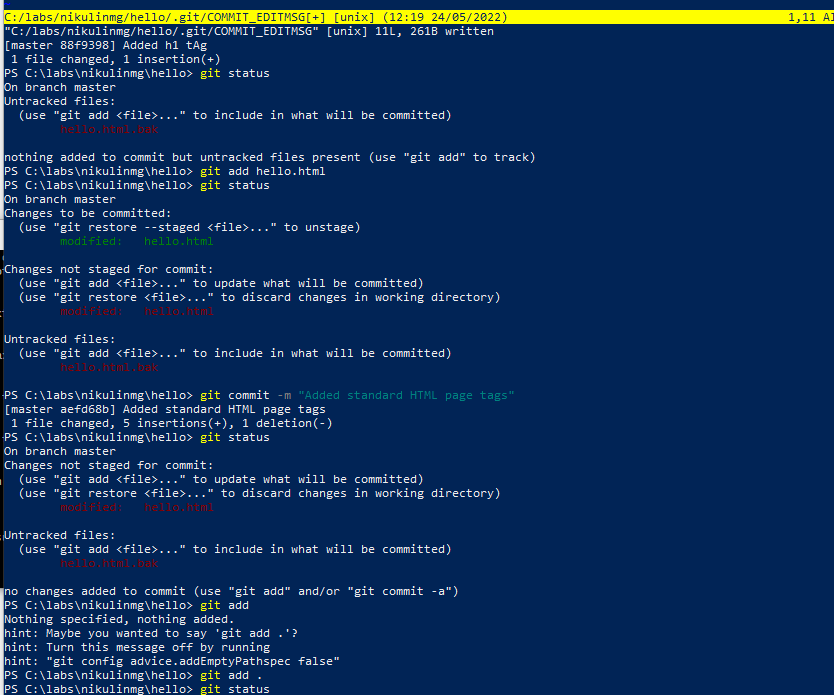 C:/labs/nikulinmg/hello/.git/COMMIT_EDITMSG[+] [unix] (12:19 24/05/2022) 1,11 Al
"C:/labs/nikulinmg/hello/.git/COMMIT_EDITMSG" [unix] 11L, 261B written
[master 88f9398] Added h1 tAg
 1 file changed, 1 insertion(+)
PS C:\labs\nikulinmg\hello> git status
On branch master
Untracked files:
  (use "git add <file>..." to include in what will be committed)
        hello.html.bak

nothing added to commit but untracked files present (use "git add" to track)
PS C:\labs\nikulinmg\hello> git add hello.html
PS C:\labs\nikulinmg\hello> git status
On branch master
Changes to be committed:
  (use "git restore --staged <file>..." to unstage)
        modified:   hello.html

Changes not staged for commit:
  (use "git add <file>..." to update what will be committed)
  (use "git restore <file>..." to discard changes in working directory)
        modified:   hello.html

Untracked files:
  (use "git add <file>..." to include in what will be committed)
        hello.html.bak

PS C:\labs\nikulinmg\hello> git commit -m "Added standard HTML page tags"
[master aefd68b] Added standard HTML page tags
 1 file changed, 5 insertions(+), 1 deletion(-)
PS C:\labs\nikulinmg\hello> git status
On branch master
Changes not staged for commit:
  (use "git add <file>..." to update what will be committed)
  (use "git restore <file>..." to discard changes in working directory)
        modified:   hello.html

Untracked files:
  (use "git add <file>..." to include in what will be committed)
        hello.html.bak

no changes added to commit (use "git add" and/or "git commit -a")
PS C:\labs\nikulinmg\hello> git add
Nothing specified, nothing added.
hint: Maybe you wanted to say 'git add .'?
hint: Turn this message off by running
hint: "git config advice.addEmptyPathspec false"
PS C:\labs\nikulinmg\hello> git add .
PS C:\labs\nikulinmg\hello> git status